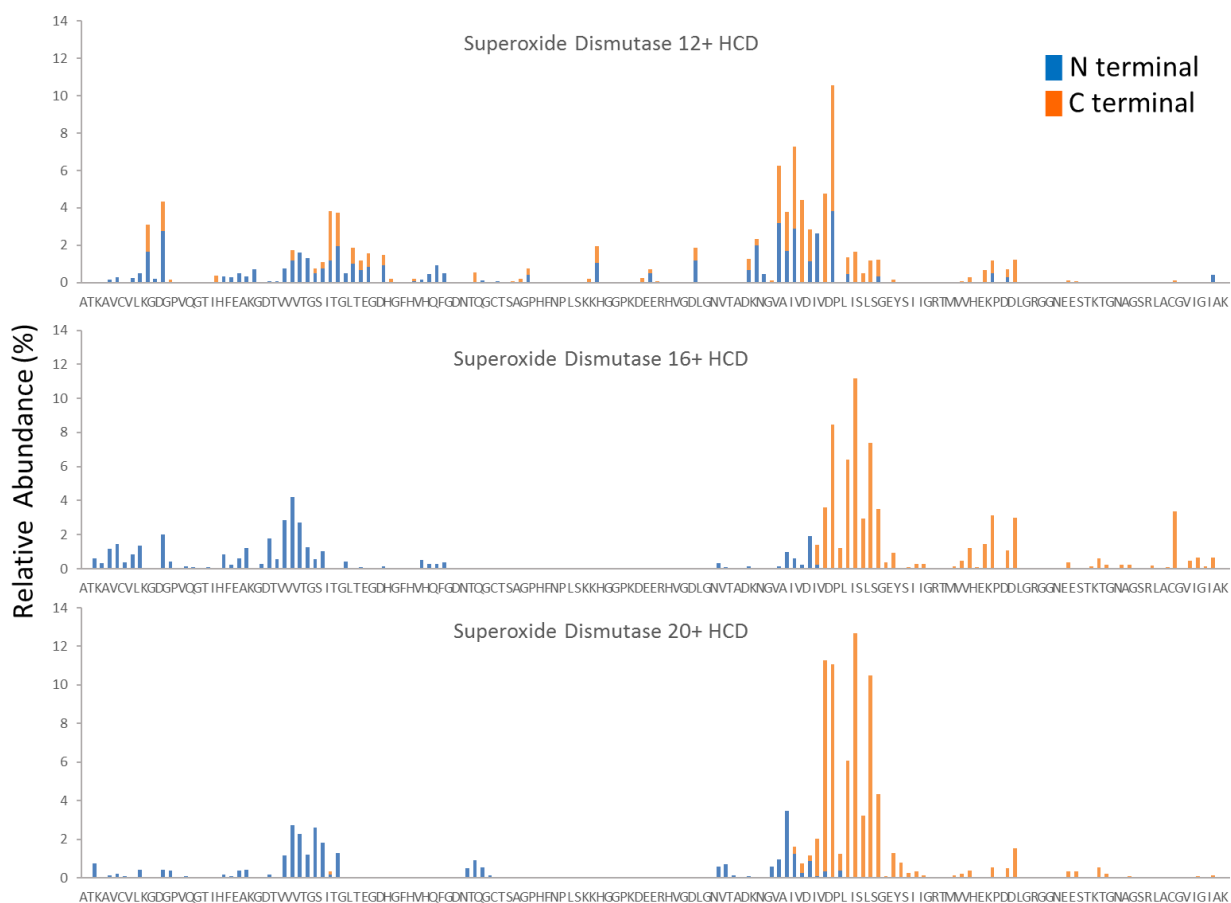 14
12
10
8
6
4
2
0
Superoxide Dismutase 12+ HCD
N terminal
C terminal
ATKAVCVLKGDGPVQGTIHFEAKGDTVVVTGSITGLTEGDHGFHVHQFGDNTQGCTSAGPHFNPLSKKHGGPKDEERHVGDLGNVTADKNGVAIVDIVDPLISLSGEYSIIGRTMVVHEKPDDLGRGGNEESTKTGNAGSRLACGVIGIAK
Relative Abundance (%)
14
12
10
8
6
4
2
0
Superoxide Dismutase 16+ HCD
ATKAVCVLKGDGPVQGTIHFEAKGDTVVVTGSITGLTEGDHGFHVHQFGDNTQGCTSAGPHFNPLSKKHGGPKDEERHVGDLGNVTADKNGVAIVDIVDPLISLSGEYSIIGRTMVVHEKPDDLGRGGNEESTKTGNAGSRLACGVIGIAK
14
12
10
8
6
4
2
0
Superoxide Dismutase 20+ HCD
ATKAVCVLKGDGPVQGTIHFEAKGDTVVVTGSITGLTEGDHGFHVHQFGDNTQGCTSAGPHFNPLSKKHGGPKDEERHVGDLGNVTADKNGVAIVDIVDPLISLSGEYSIIGRTMVVHEKPDDLGRGGNEESTKTGNAGSRLACGVIGIAK